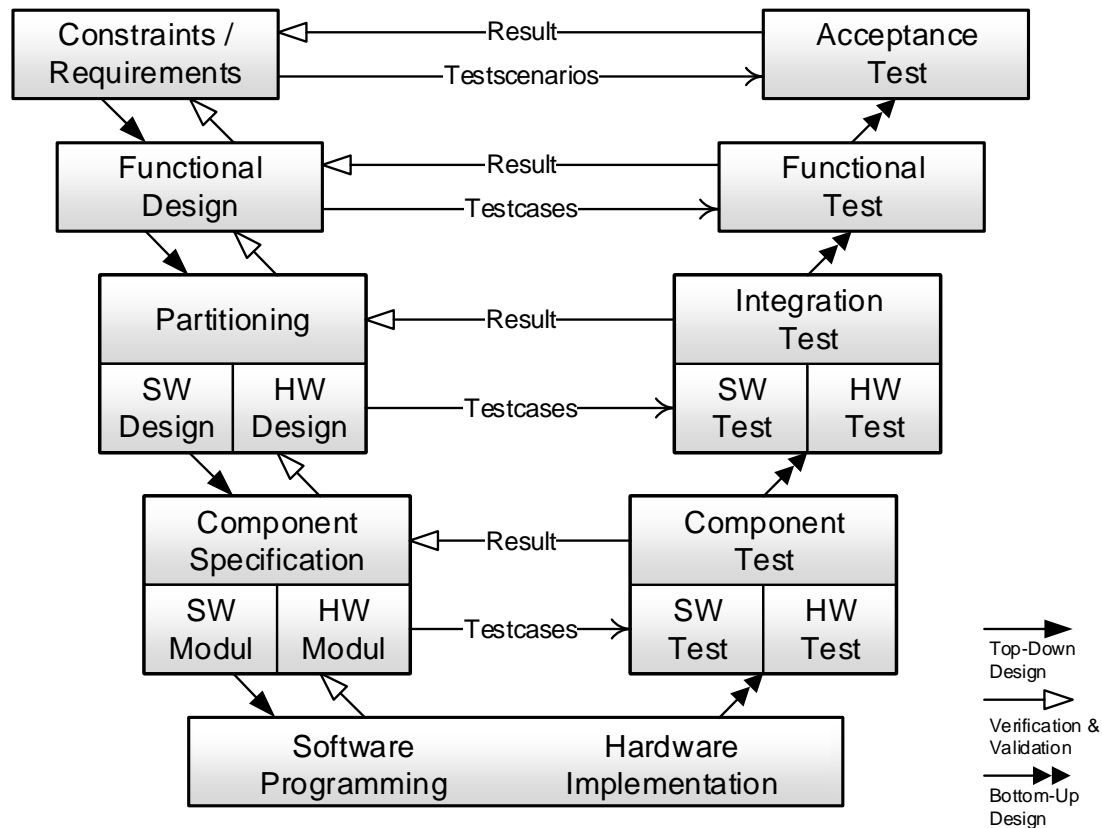 Constraints /
Requirements
Result
Testscenarios
Acceptance
Test
Functional
Design
Result
Testcases
Functional
Test
Partitioning
SW
Design
HW
Design
Result
Testcases
Integration
Test
SW
Test
HW
Test
Component
Specification
SW
Modul
HW
Modul
Result
Testcases
Component
Test
SW
Test
HW
Test
Software
Programming
Hardware
Implementation
Top-Down
Design
Verification &
Validation
Bottom-Up
Design